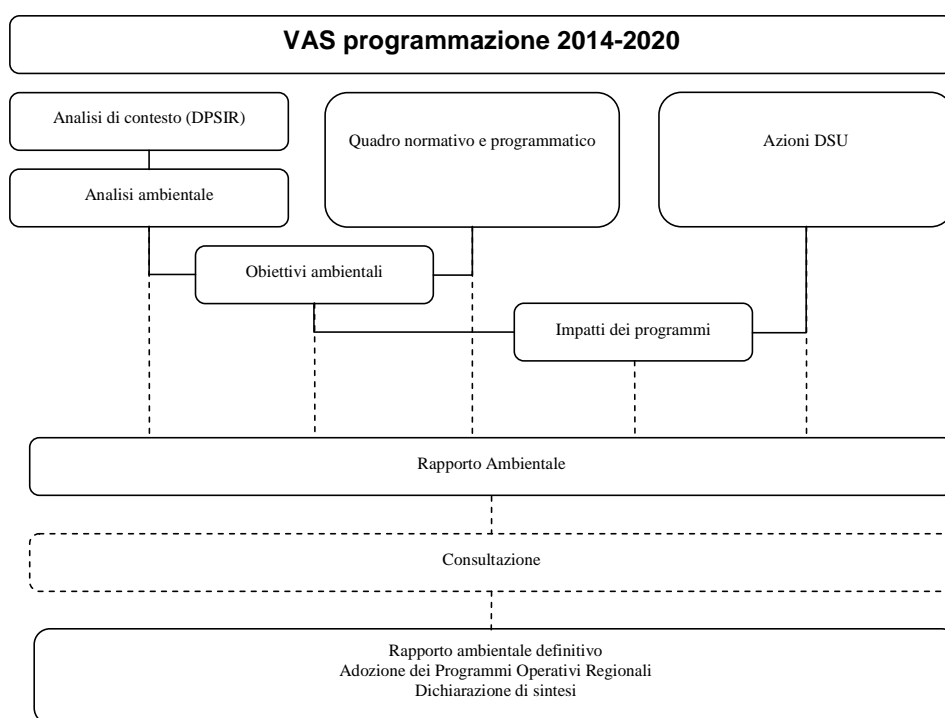 VAS programmazione 2014-2020
Analisi di contesto (DPSIR)
Quadro normativo e programmatico
Azioni DSU
Analisi ambientale
Obiettivi ambientali
Impatti dei programmi
Rapporto Ambientale
Consultazione
Rapporto ambientale definitivo
Adozione dei Programmi Operativi Regionali
Dichiarazione di sintesi